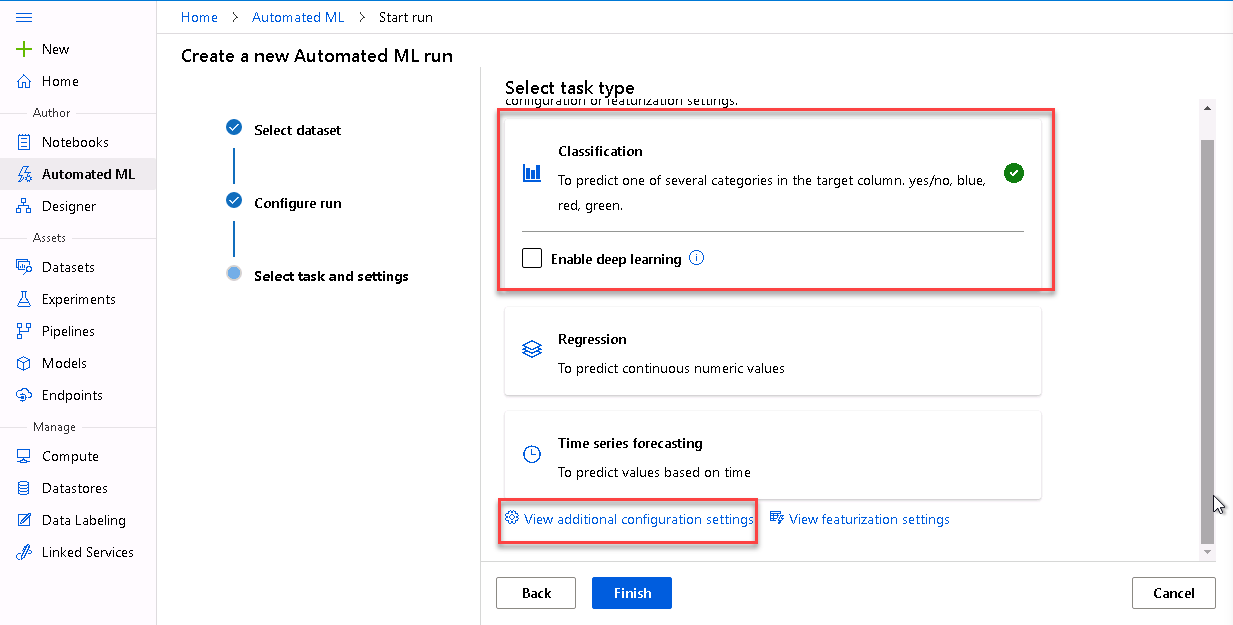 Home > Automated ML > Start run
New
Home
Author
Notebooks
Automated ML
Designer
Assets
Datasets
Experiments
Pipelines
Models
Endpoints
Manage
Compute
Datastores
Data Labeling
Linked Services
Create a new Automated ML run
Select dataset
Configure run
Select task and settings
Select task type
configuration or featurization settings.
Classification
To predict one of several categories in the target column. yes/no, blue,
red, green.
Enable deep learning
Regression
To predict continuous numeric values
Time series forecasting
To predict values based on time
View additional configuration settings
View featurization settings
Back
Finish
Cancel